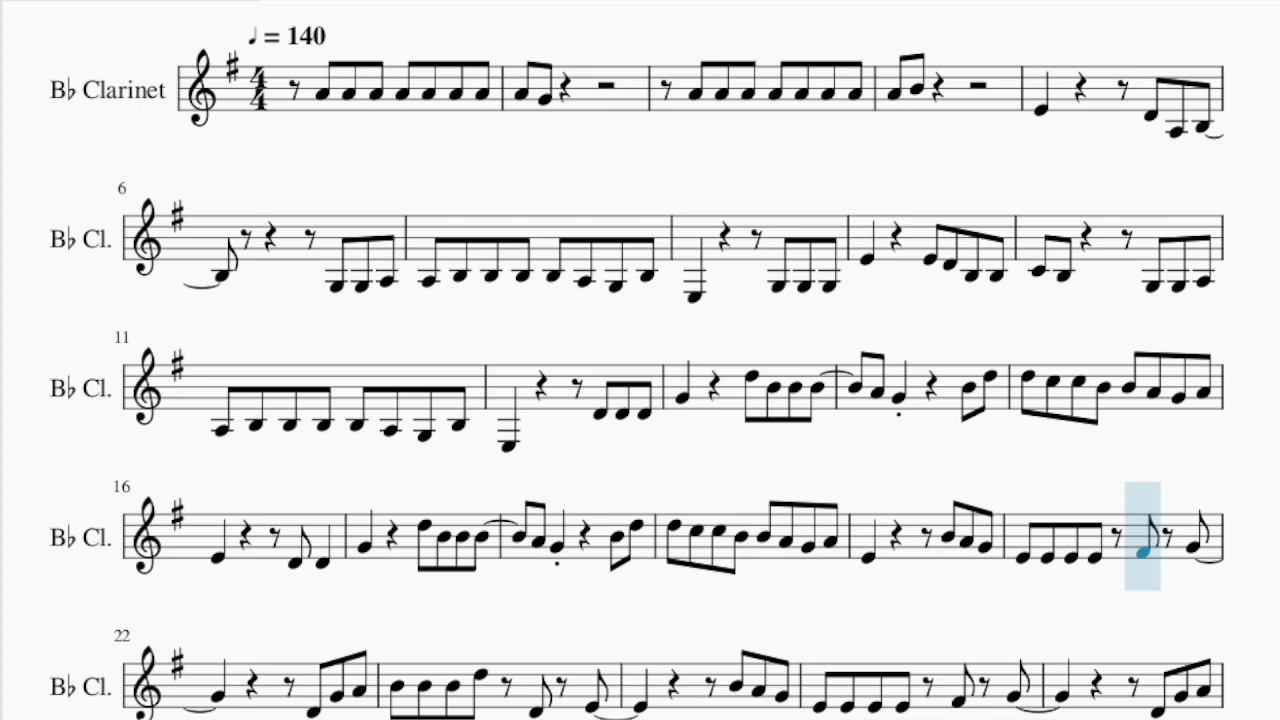 ♩ = 140
B♭ Clarinet
4
4
6
B♭ Cl.
11
B♭ Cl.
16
B♭ Cl.
22
B♭ Cl.